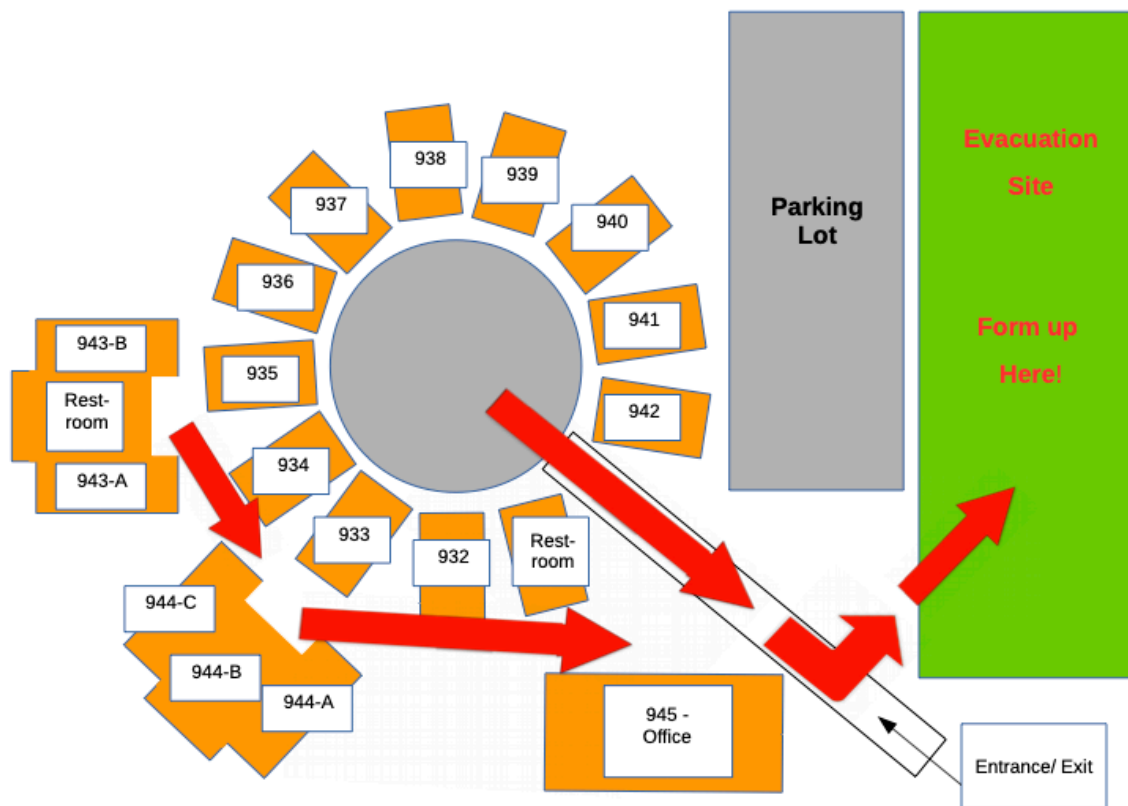 938
939
937
940
936
941
935
942
934
933
932
Rest-
room
943-B
Rest-
room
943-A
944-C
944-B
944-A
945 -
Office
Parking
Lot
Evacuation
Site
Form up
Here!
Entrance/ Exit